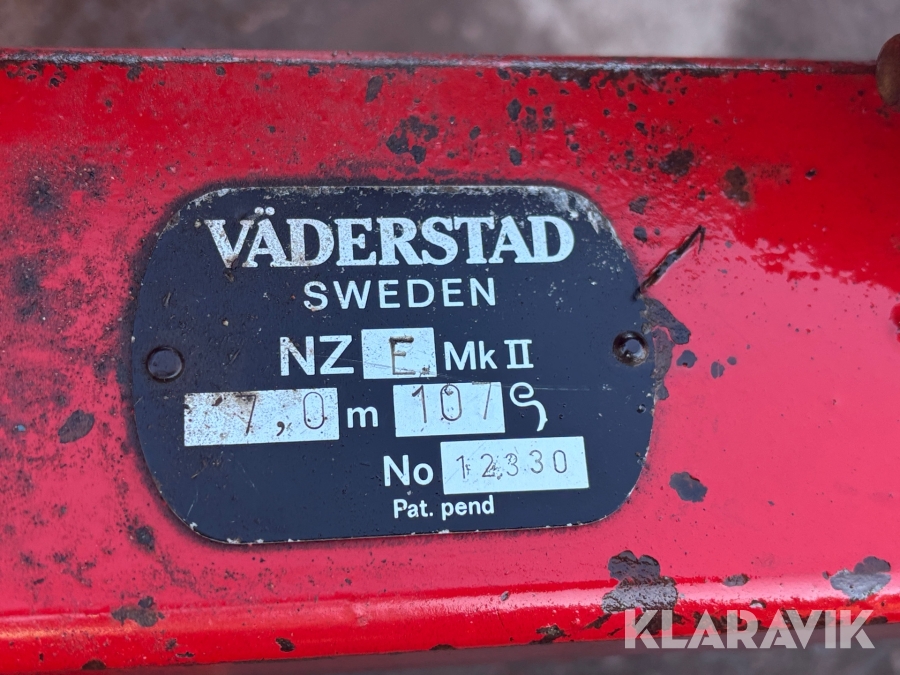 VÄDERSTAD
SWEDEN
NZ E Mk II
7,0 m 107
No 12330
Pat. pend
KLARAVIK